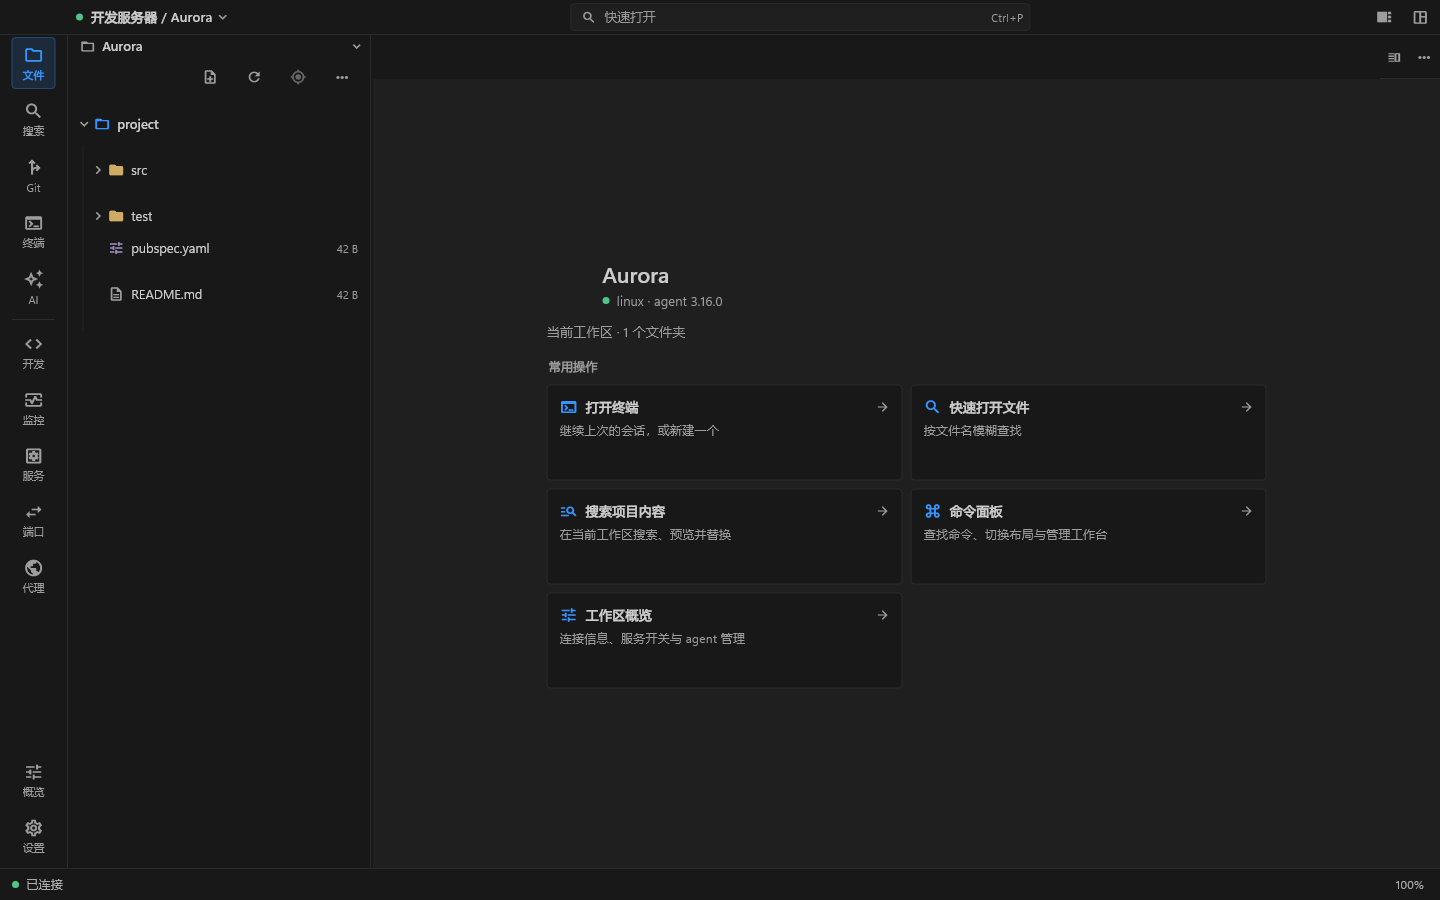 开发服务器 / Aurora
快速打开
Ctrl+P
文件
搜索
Git
终端
AI
开发
监控
服务
端口
代理
概览
设置
Aurora
project
src
test
pubspec.yaml 42 B
README.md 42 B
Aurora
linux · agent 3.16.0
当前工作区 · 1 个文件夹
常用操作
打开终端
继续上次的会话，或新建一个
快速打开文件
按文件名模糊查找
搜索项目内容
在当前工作区搜索、预览并替换
命令面板
查找命令、切换布局与管理工作台
工作区概览
连接信息、服务开关与 agent 管理
已连接
100%